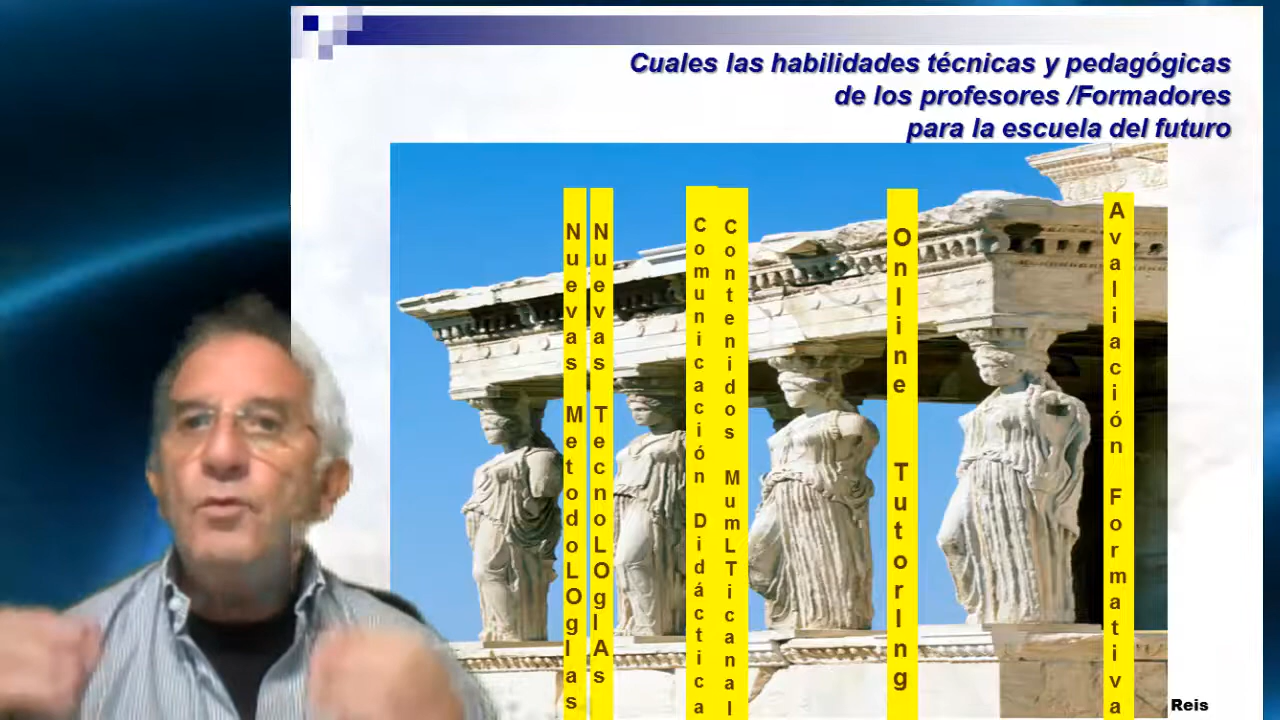 Cuales las habilidades técnicas y pedagógicas
de los profesores /Formadores
para la escuela del futuro
Nuevas MetodoLOgIas
Nuevas TecnoLOgIAs
Comunicación Didáctica
Contenidos MumLTicanal
OnlIne TutorIng
Avaliación Formativa
Reis